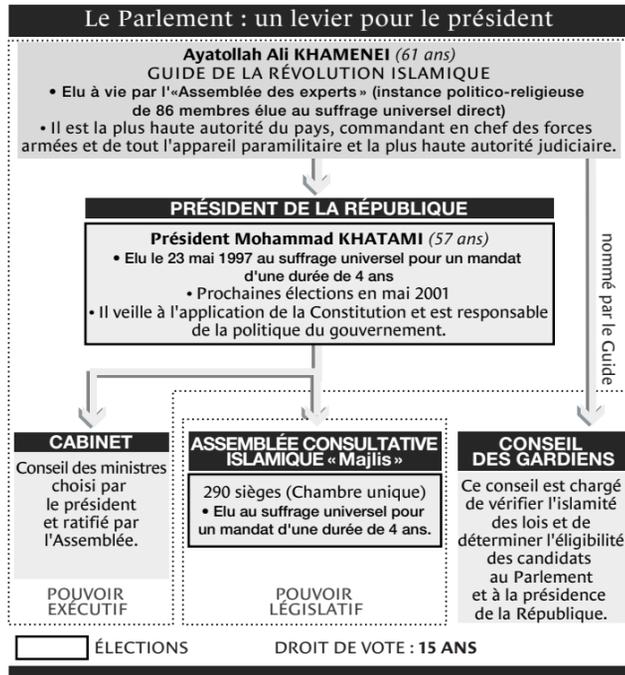 Le Parlement : un levier pour le président
Ayatollah Ali KHAMENEI (61 ans)
GUIDE DE LA RÉVOLUTION ISLAMIQUE
• Elu à vie par l'«Assemblée des experts» (instance politico-religieuse
de 86 membres élue au suffrage universel direct)
• Il est la plus haute autorité du pays, commandant en chef des forces
armées et de tout l'appareil paramilitaire et la plus haute autorité judiciaire.
PRÉSIDENT DE LA RÉPUBLIQUE
Président Mohammad KHATAMI (57 ans)
• Elu le 23 mai 1997 au suffrage universel pour un mandat
d'une durée de 4 ans
• Prochaines élections en mai 2001
• Il veille à l'application de la Constitution et est responsable
de la politique du gouvernement.
nommé par le Guide
CABINET
Conseil des ministres
choisi par
le président
et ratifié par
l'Assemblée.
POUVOIR
EXÉCUTIF
ASSEMBLÉE CONSULTATIVE
ISLAMIQUE « Majlis »
290 sièges (Chambre unique)
• Elu au suffrage universel pour
un mandat d'une durée de 4 ans.
POUVOIR
LÉGISLATIF
CONSEIL
DES GARDIENS
Ce conseil est chargé
de vérifier l'islamité
des lois et de
déterminer l'éligibilité
des candidats
au Parlement
et à la présidence
de la République.
ÉLECTIONS
DROIT DE VOTE : 15 ANS